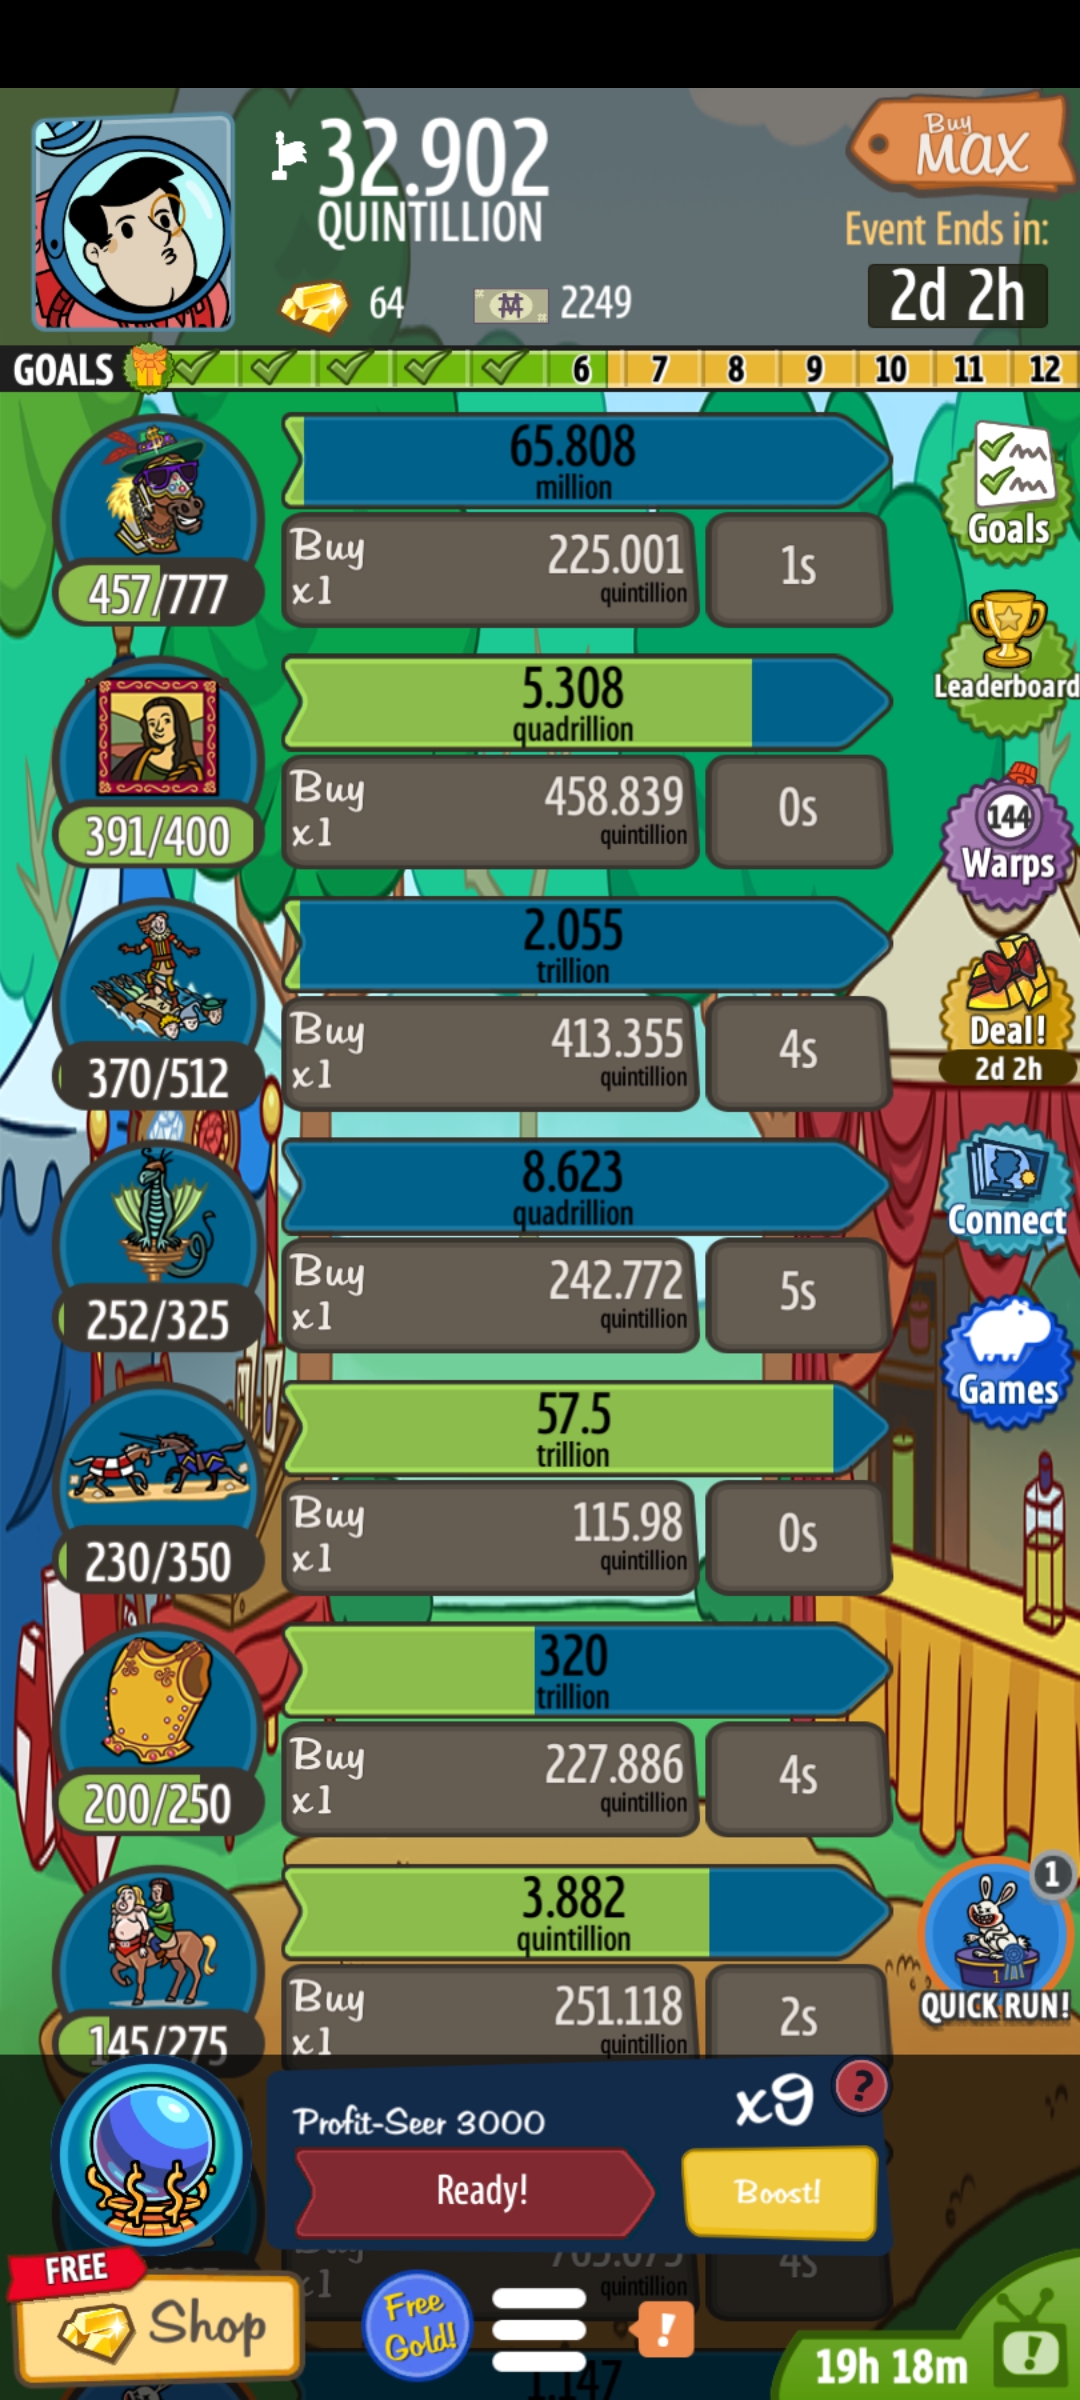 32.902
QUINTILLION
Buy
MAX
Event Ends in:
2d 2h
64
2249
GOALS 6 7 8 9 10 11 12
65.808
million
457/777
Buy
x1
225.001
quintillion
1s
Goals
5.308
quadrillion
391/400
Buy
x1
458.839
quintillion
0s
Leaderboard
144
Warps
2.055
trillion
370/512
Buy
x1
413.355
quintillion
4s
Deal!
2d 2h
8.623
quadrillion
252/325
Buy
x1
242.772
quintillion
5s
Connect
57.5
trillion
230/350
Buy
x1
115.98
quintillion
0s
Games
320
trillion
200/250
Buy
x1
227.886
quintillion
4s
3.882
quintillion
145/275
Buy
x1
251.118
quintillion
2s
1
1
QUICK RUN!
Profit-Seer 3000
x9
?
Ready!
Boost!
Buy
x1
quintillion
4s
FREE
Shop
Free
Gold!
!
1.147
19h 18m
!